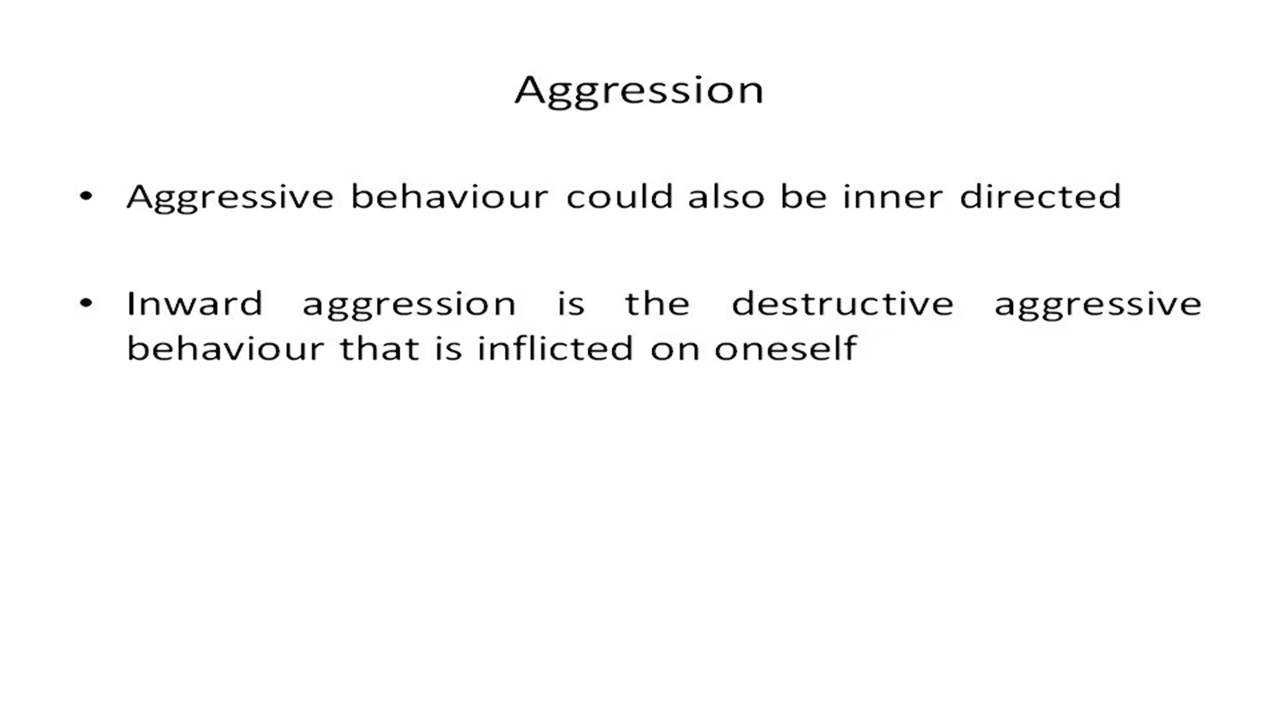 Aggression
• Aggressive behaviour could also be inner directed
• Inward aggression is the destructive aggressive
behaviour that is inflicted on oneself